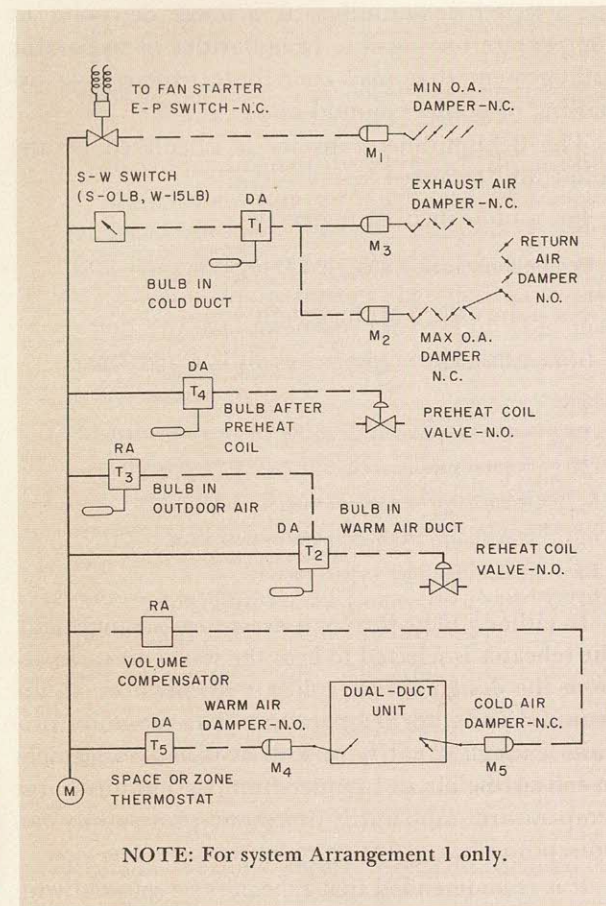 TO FAN STARTER
E-P SWITCH-N.C.
MIN O.A.
DAMPER-N.C.
M1
S-W SWITCH
(S-0 LB, W-15LB)
DA
T1
EXHAUST AIR
DAMPER-N.C.
M3
BULB IN
COLD DUCT
RETURN
AIR
DAMPER
N.O.
M2
MAX O.A.
DAMPER
N.C.
DA
T4
BULB AFTER
PREHEAT
COIL
PREHEAT COIL
VALVE-N.O.
RA
T3
BULB IN
OUTDOOR AIR
BULB IN
WARM AIR DUCT
DA
T2
REHEAT COIL
VALVE-N.O.
RA
VOLUME
COMPENSATOR
DUAL-DUCT
UNIT
WARM AIR
DAMPER-N.O.
COLD AIR
DAMPER-N.C.
DA
T5
M4
M5
SPACE OR ZONE
THERMOSTAT
M
NOTE: For system Arrangement 1 only.